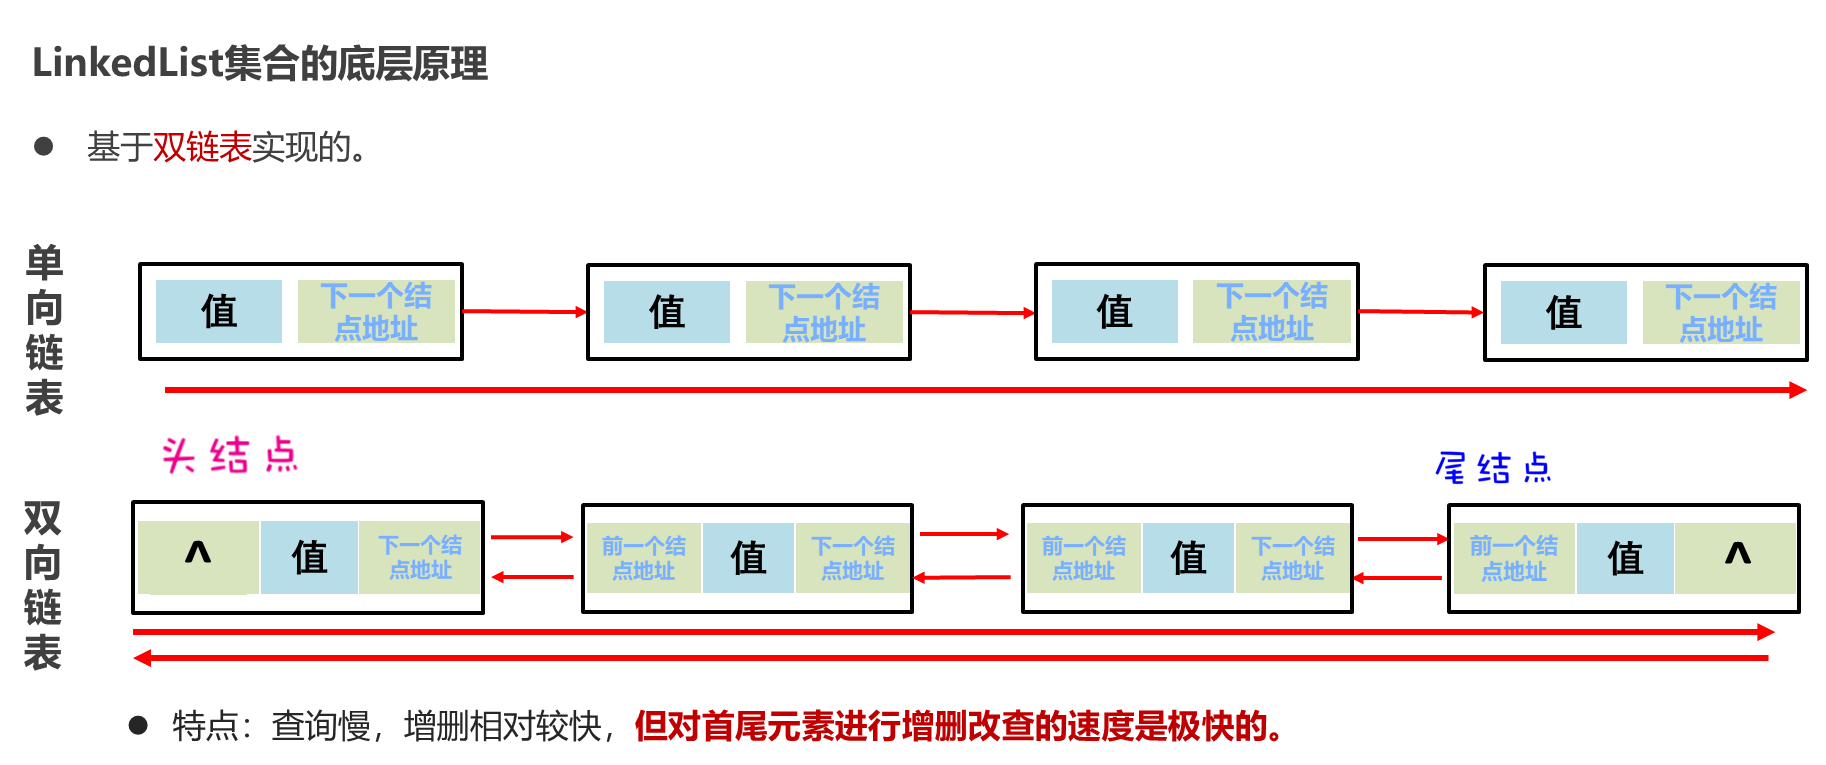 LinkedList集合的底层原理
● 基于双链表实现的。
单向链表
值
下一个结
点地址
值
下一个结
点地址
值
下一个结
点地址
值
下一个结
点地址
头结点
尾结点
双向链表
^
值
下一个结
点地址
前一个结
点地址
值
下一个结
点地址
前一个结
点地址
值
下一个结
点地址
前一个结
点地址
值
^
● 特点：查询慢，增删相对较快，但对首尾元素进行增删改查的速度是极快的。